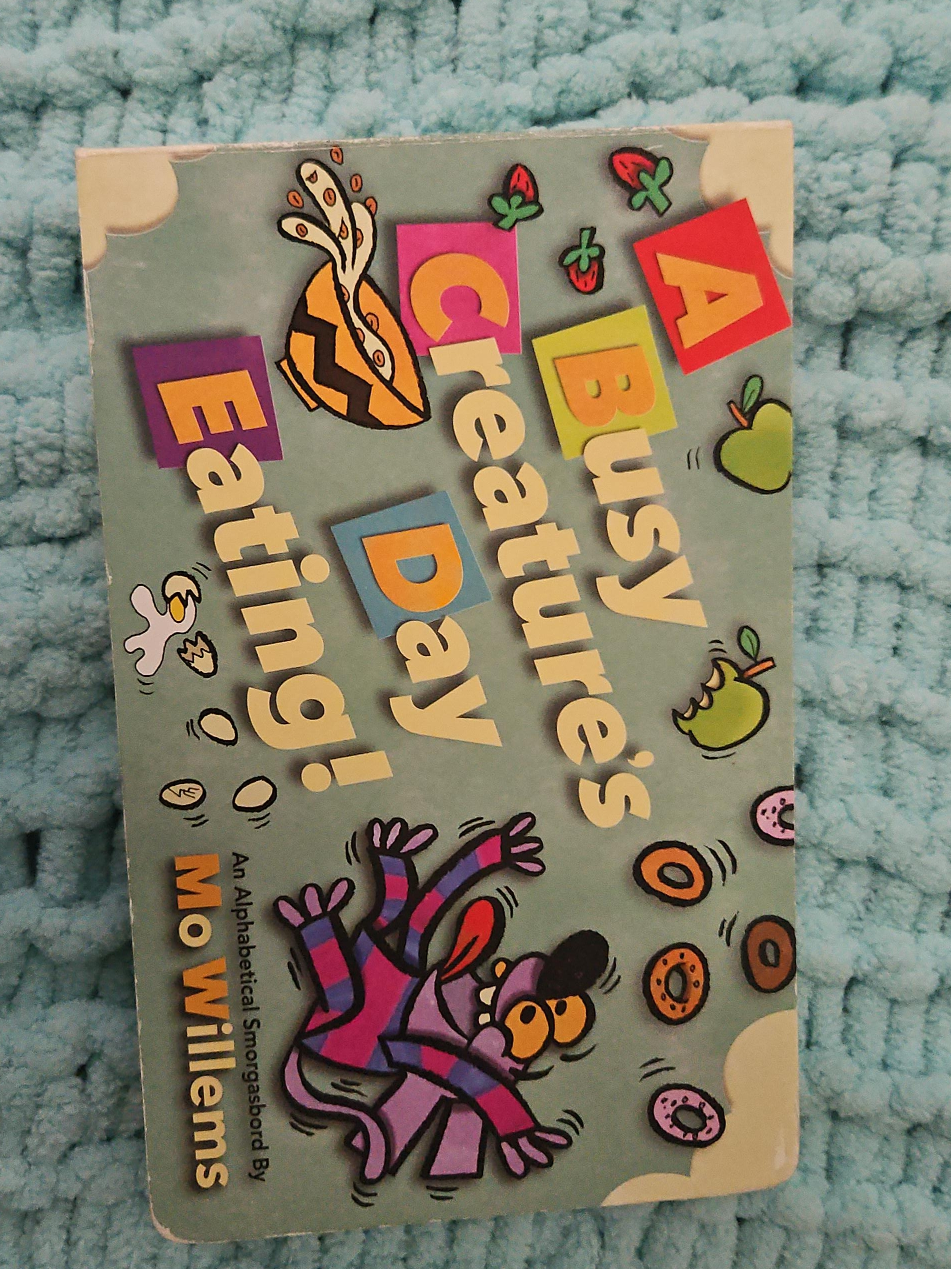 A Busy
Creature's
Day
Eating!
An Alphabetical Smorgasbord By
Mo Willems